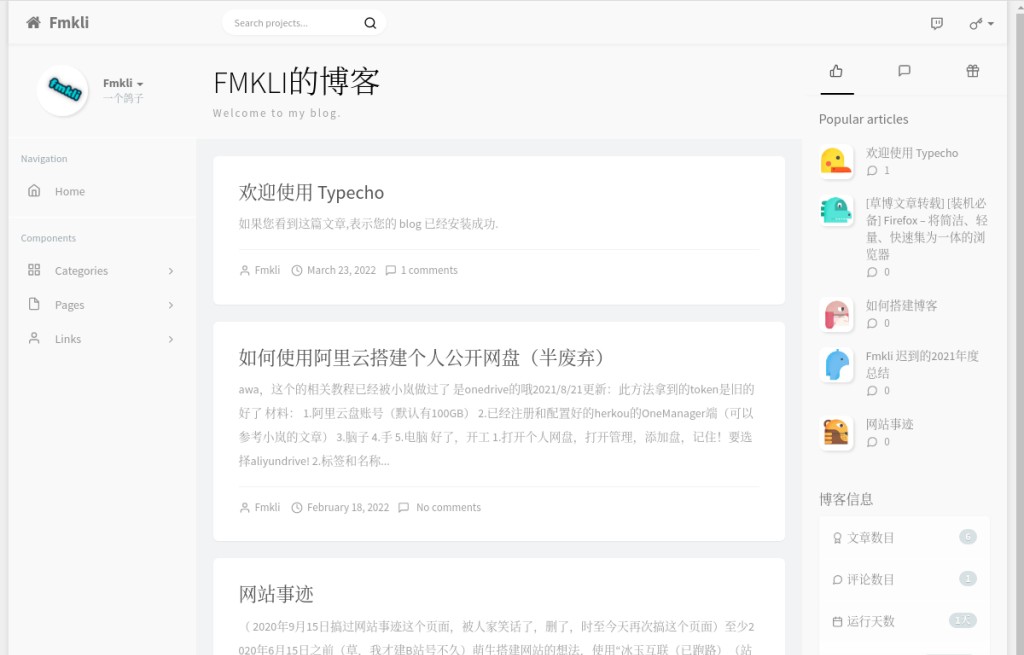 Fmkli
Search projects...
fmkli
Fmkli
一个鸽子
Navigation
Home
Components
Categories
Pages
Links
FMKLI的博客
Welcome to my blog.
欢迎使用 Typecho
如果您看到这篇文章,表示您的 blog 已经安装成功.
Fmkli March 23, 2022 1 comments
如何使用阿里云搭建个人公开网盘（半废弃）
awa，这个的相关教程已经被小岚做过了 是onedrive的哦2021/8/21更新：此方法拿到的token是旧的
好了 材料： 1.阿里云盘账号（默认有100GB） 2.已经注册和配置好的herkou的OneManager端（可以
参考小岚的文章） 3.脑子 4.手 5.电脑 好了，开工 1.打开个人网盘，打开管理，添加盘，记住！要选
择aliyundrive! 2.标签和名称...
Fmkli February 18, 2022 No comments
网站事迹
（ 2020年9月15日搞过网站事迹这个页面，被人家笑话了，删了，时至今天再次搞这个页面）至少2
020年6月15日之前（草，我才建B站号不久）萌生搭建网站的想法，使用“冰玉互联（已跑路）（站
Popular articles
欢迎使用 Typecho
1
[草博文章转载] [装机必
备] Firefox – 将简洁、轻
量、快速集为一体的浏
览器
0
如何搭建博客
0
Fmkli 迟到的2021年度
总结
0
网站事迹
0
博客信息
文章数目 6
评论数目 1
运行天数 1天